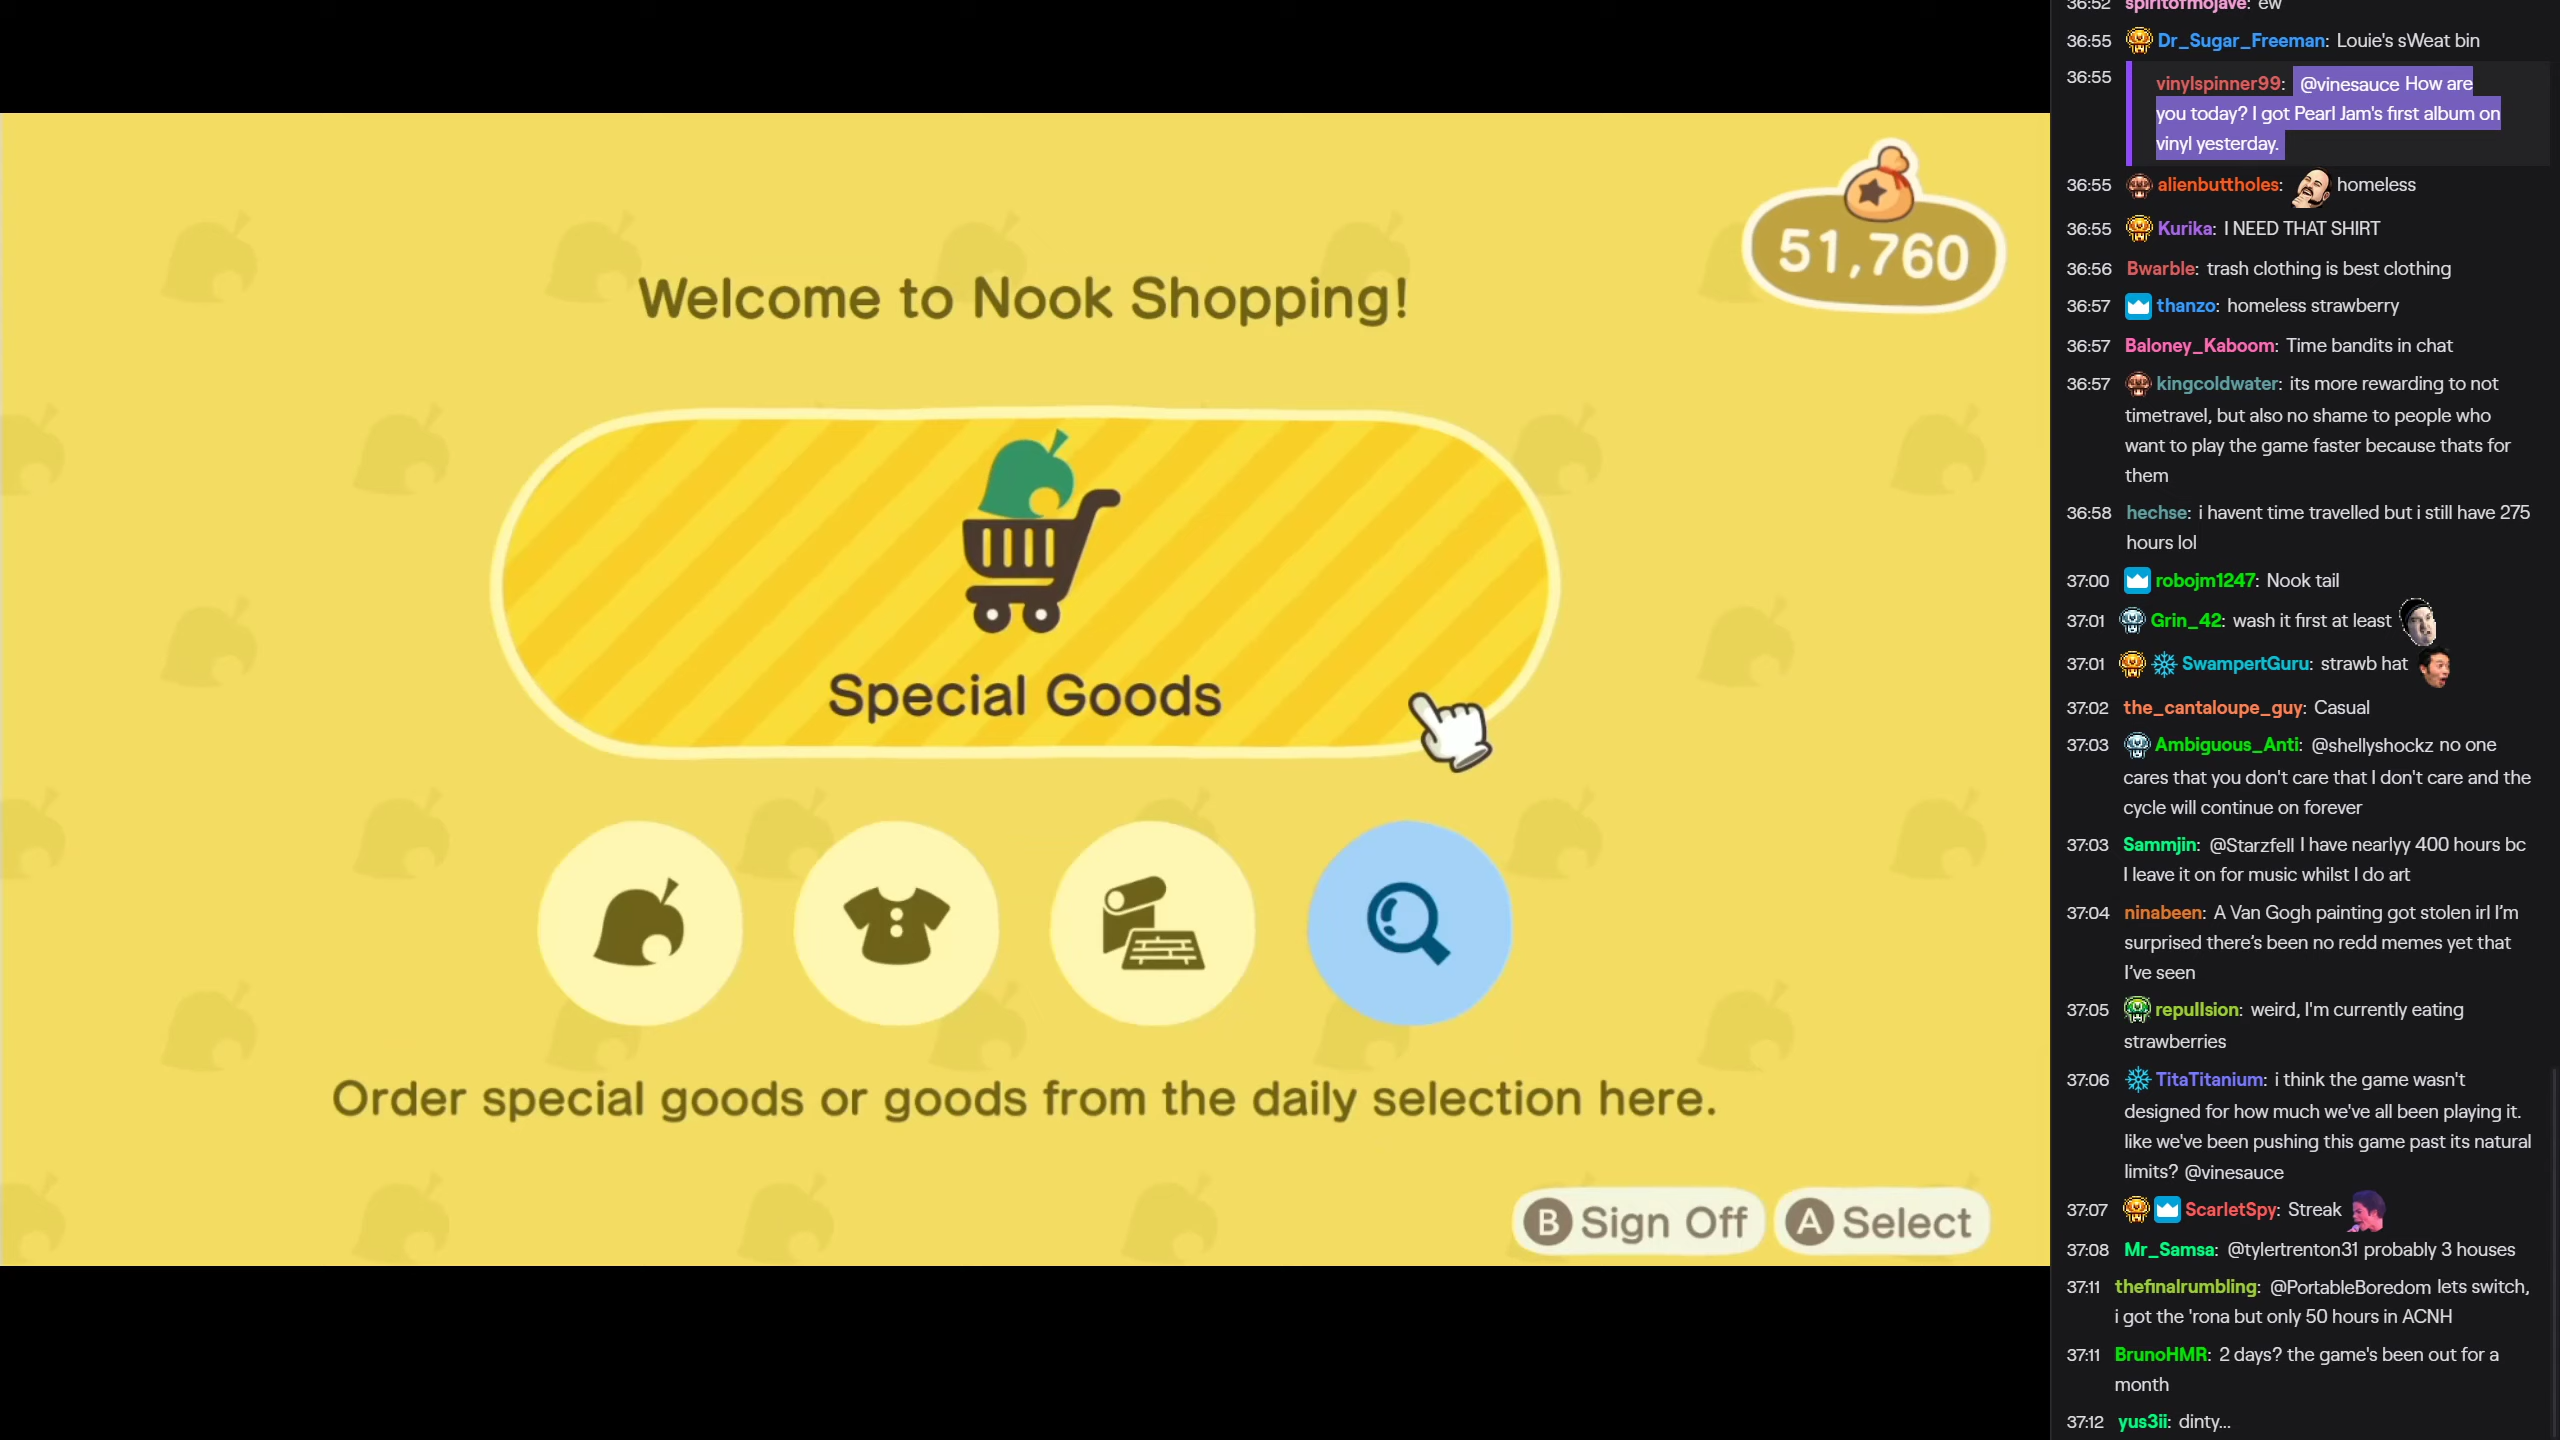 Welcome to Nook Shopping!
51,760
Special Goods
Order special goods or goods from the daily selection here.
B Sign Off
A Select
36:52 spiritofmojave: ew
36:55 Dr_Sugar_Freeman: Louie's sWeat bin
36:55 vinylspinner99: @vinesauce How are
you today? I got Pearl Jam's first album on
vinyl yesterday.
36:55 alienbuttholes: homeless
36:55 Kurika: I NEED THAT SHIRT
36:56 Bwarble: trash clothing is best clothing
36:57 thanzo: homeless strawberry
36:57 Baloney_Kaboom: Time bandits in chat
36:57 kingcoldwater: its more rewarding to not
timetravel, but also no shame to people who
want to play the game faster because thats for
them
36:58 hechse: i havent time travelled but i still have 275
hours lol
37:00 robojm1247: Nook tail
37:01 Grin_42: wash it first at least
37:01 SwampertGuru: strawb hat
37:02 the_cantaloupe_guy: Casual
37:03 Ambiguous_Anti: @shellyshockz no one
cares that you don't care that I don't care and the
cycle will continue on forever
37:03 Sammjin: @Starzfell I have nearlyy 400 hours bc
I leave it on for music whilst I do art
37:04 ninabeen: A Van Gogh painting got stolen irl I’m
surprised there’s been no redd memes yet that
I’ve seen
37:05 repullsion: weird, I'm currently eating
strawberries
37:06 TitaTitanium: i think the game wasn't
designed for how much we've all been playing it.
like we've been pushing this game past its natural
limits? @vinesauce
37:07 ScarletSpy: Streak
37:08 Mr_Samsa: @tylertrenton31 probably 3 houses
37:11 thefinalrumbling: @PortableBoredom lets switch,
i got the 'rona but only 50 hours in ACNH
37:11 BrunoHMR: 2 days? the game's been out for a
month
37:12 yus3ii: dinty...